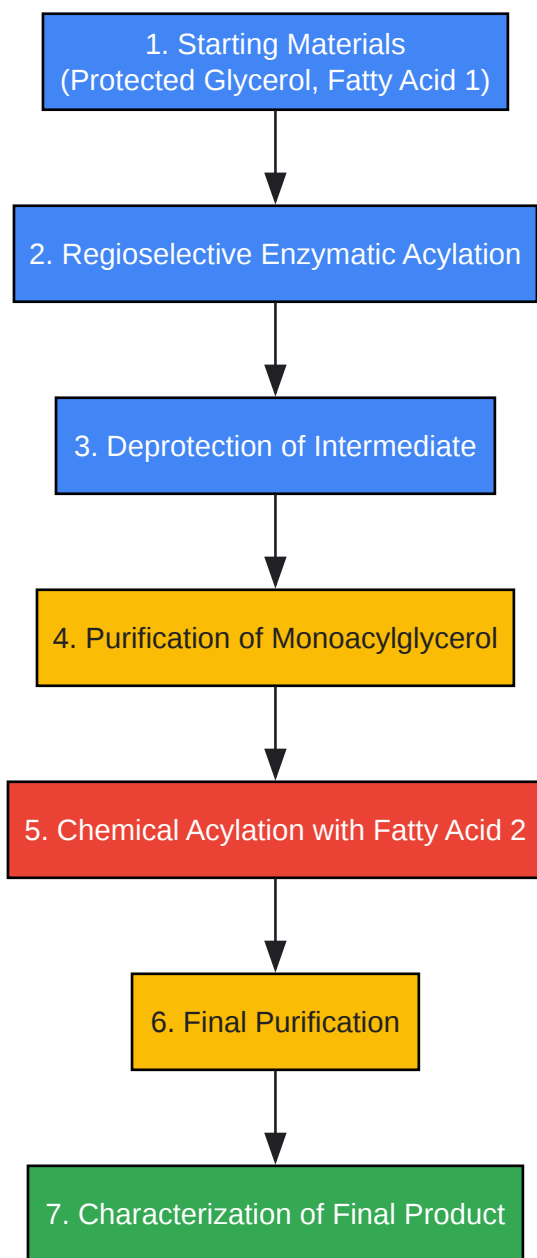 1. Starting Materials
(Protected Glycerol, Fatty Acid 1)
2. Regioselective Enzymatic Acylation
3. Deprotection of Intermediate
4. Purification of Monoacylglycerol
5. Chemical Acylation with Fatty Acid 2
6. Final Purification
7. Characterization of Final Product